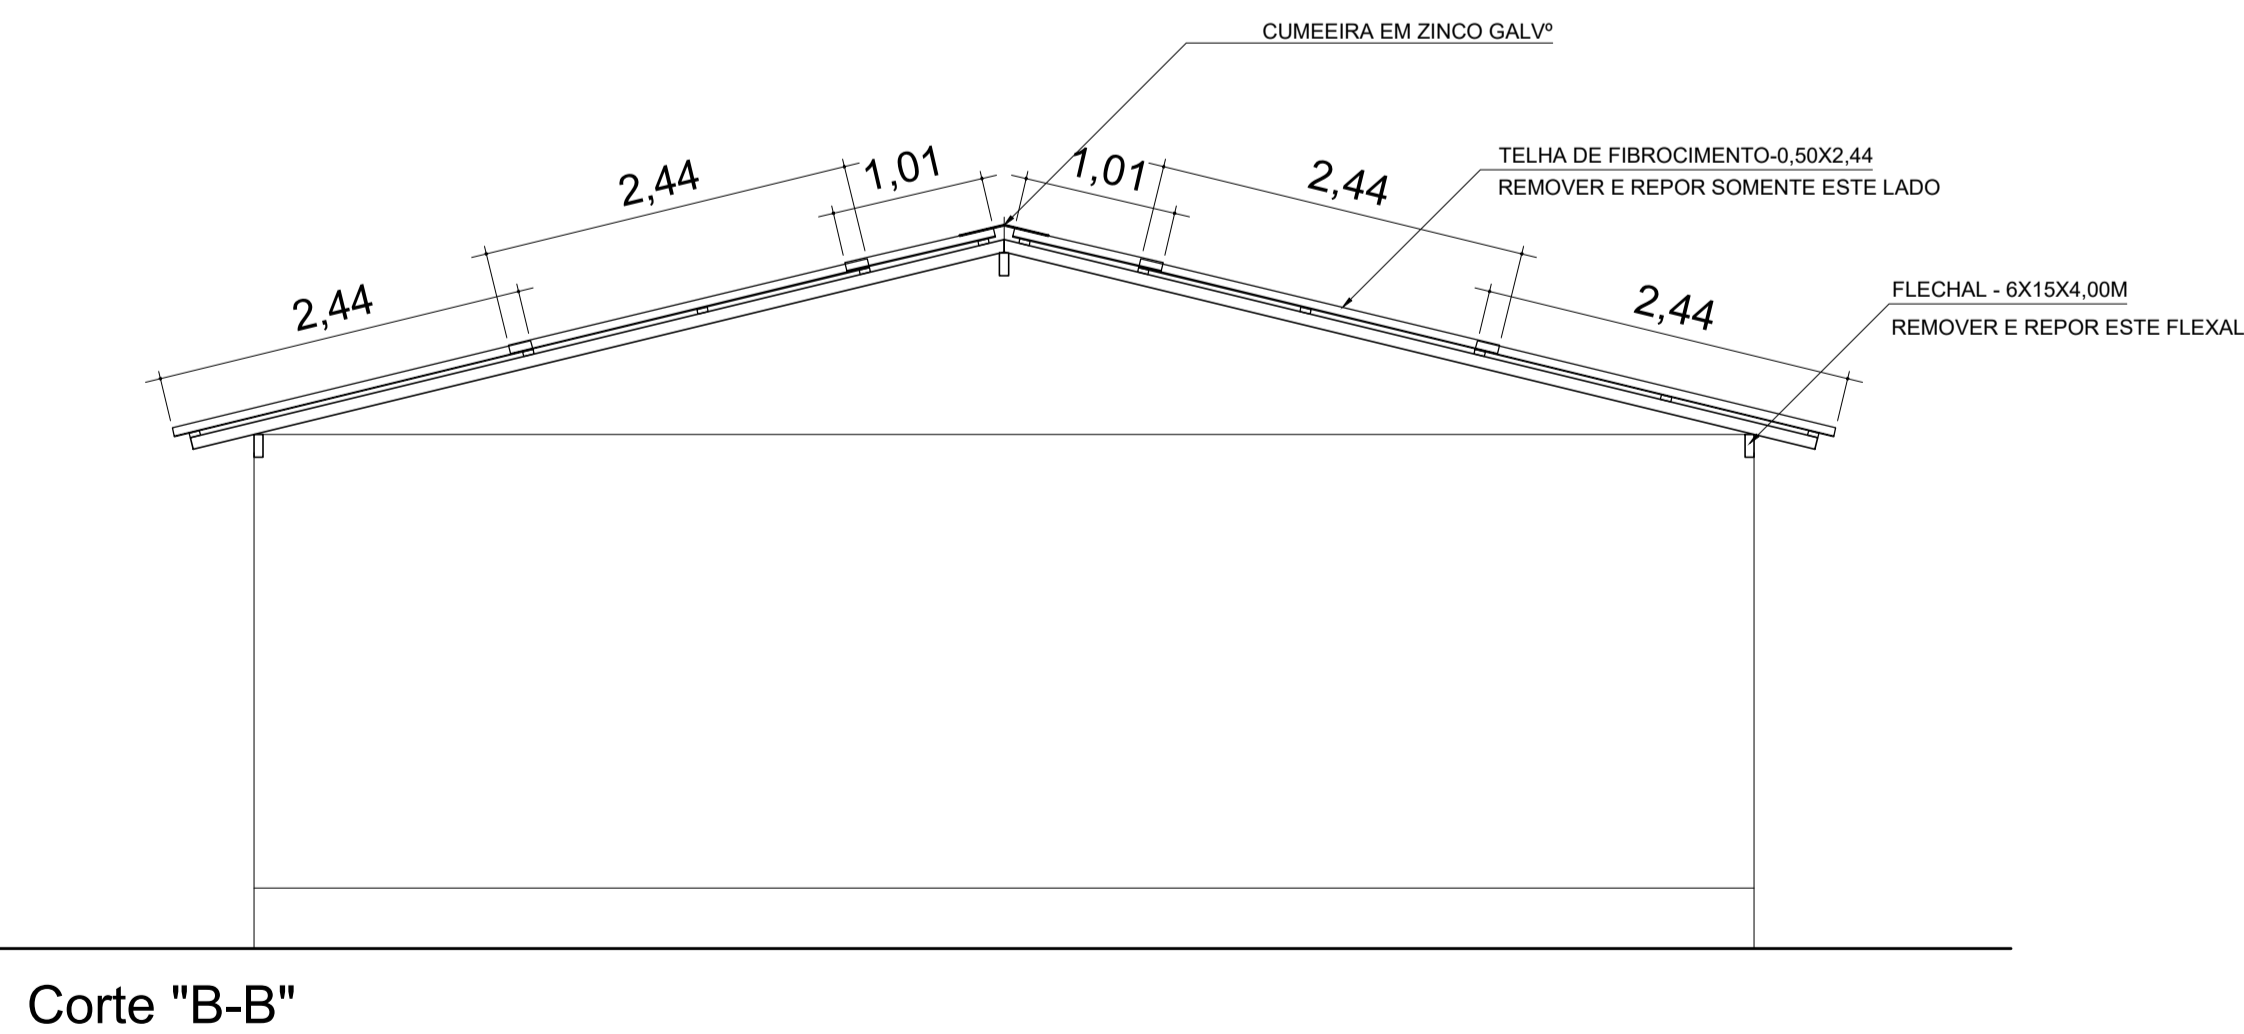 CUMEEIRA EM ZINCO GALVº
TELHA DE FIBROCIMENTO-0,50X2,44
REMOVER E REPOR SOMENTE ESTE LADO
FLECHAL - 6X15X4,00M
REMOVER E REPOR ESTE FLEXAL
2,44
2,44
1,01
1,01
2,44
2,44
Corte "B-B"